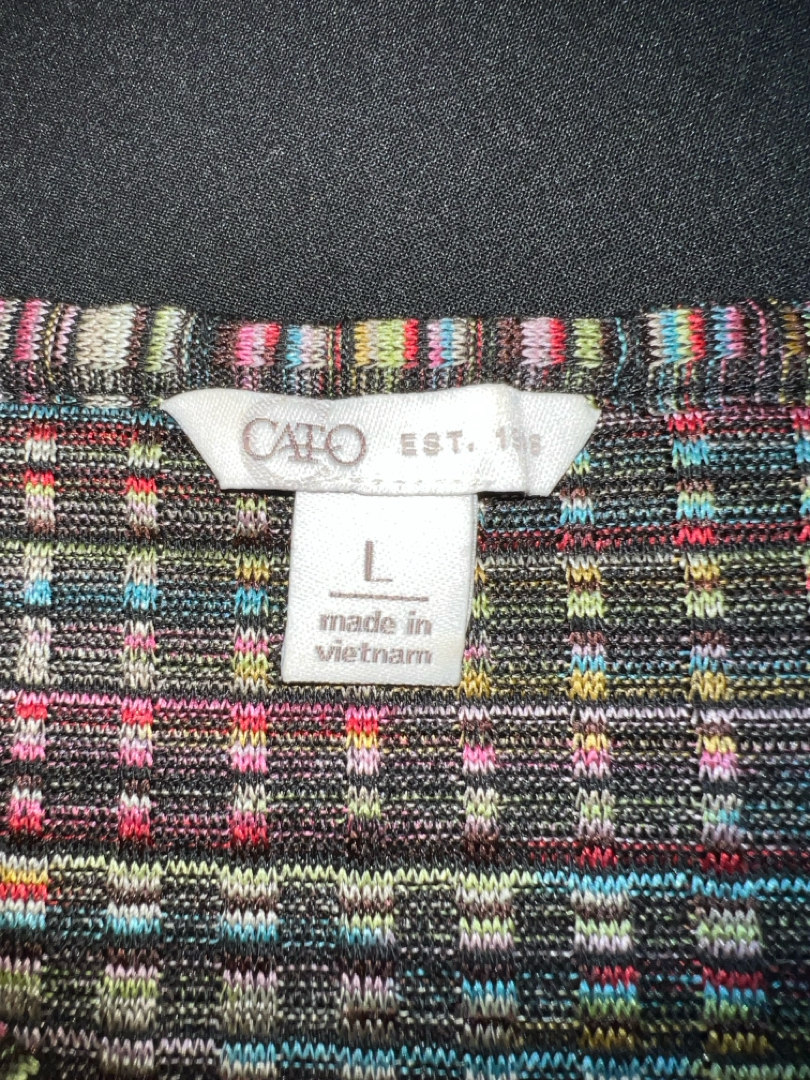 CATO EST.
L
made in
vietnam